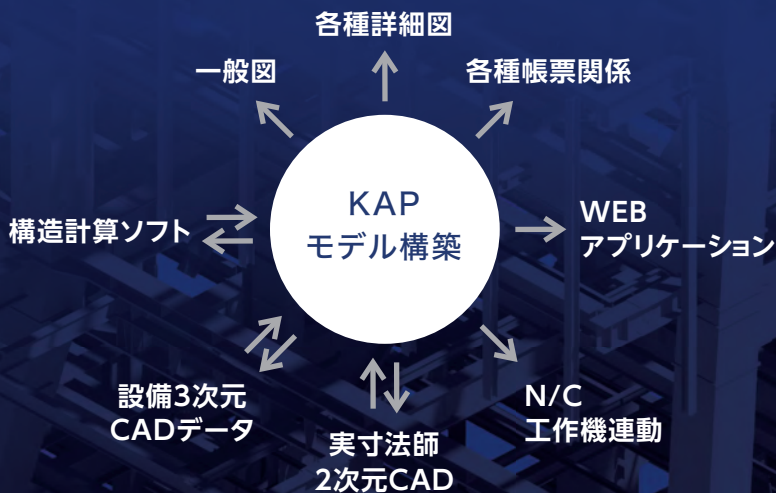 各種詳細図
一般図
各種帳票関係
KAP
モデル構築
構造計算ソフト
WEB
アプリケーション
設備3次元
CADデータ
実寸法師
2次元CAD
N/C
工作機連動